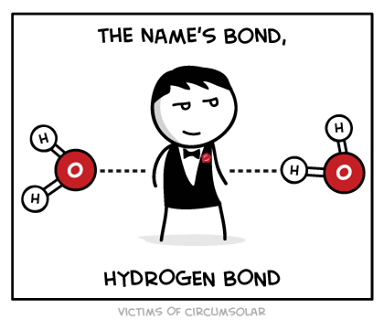 THE NAME'S BOND,
H
H
O
H
H
O
HYDROGEN BOND
VICTIMS OF CIRCUMSOLAR